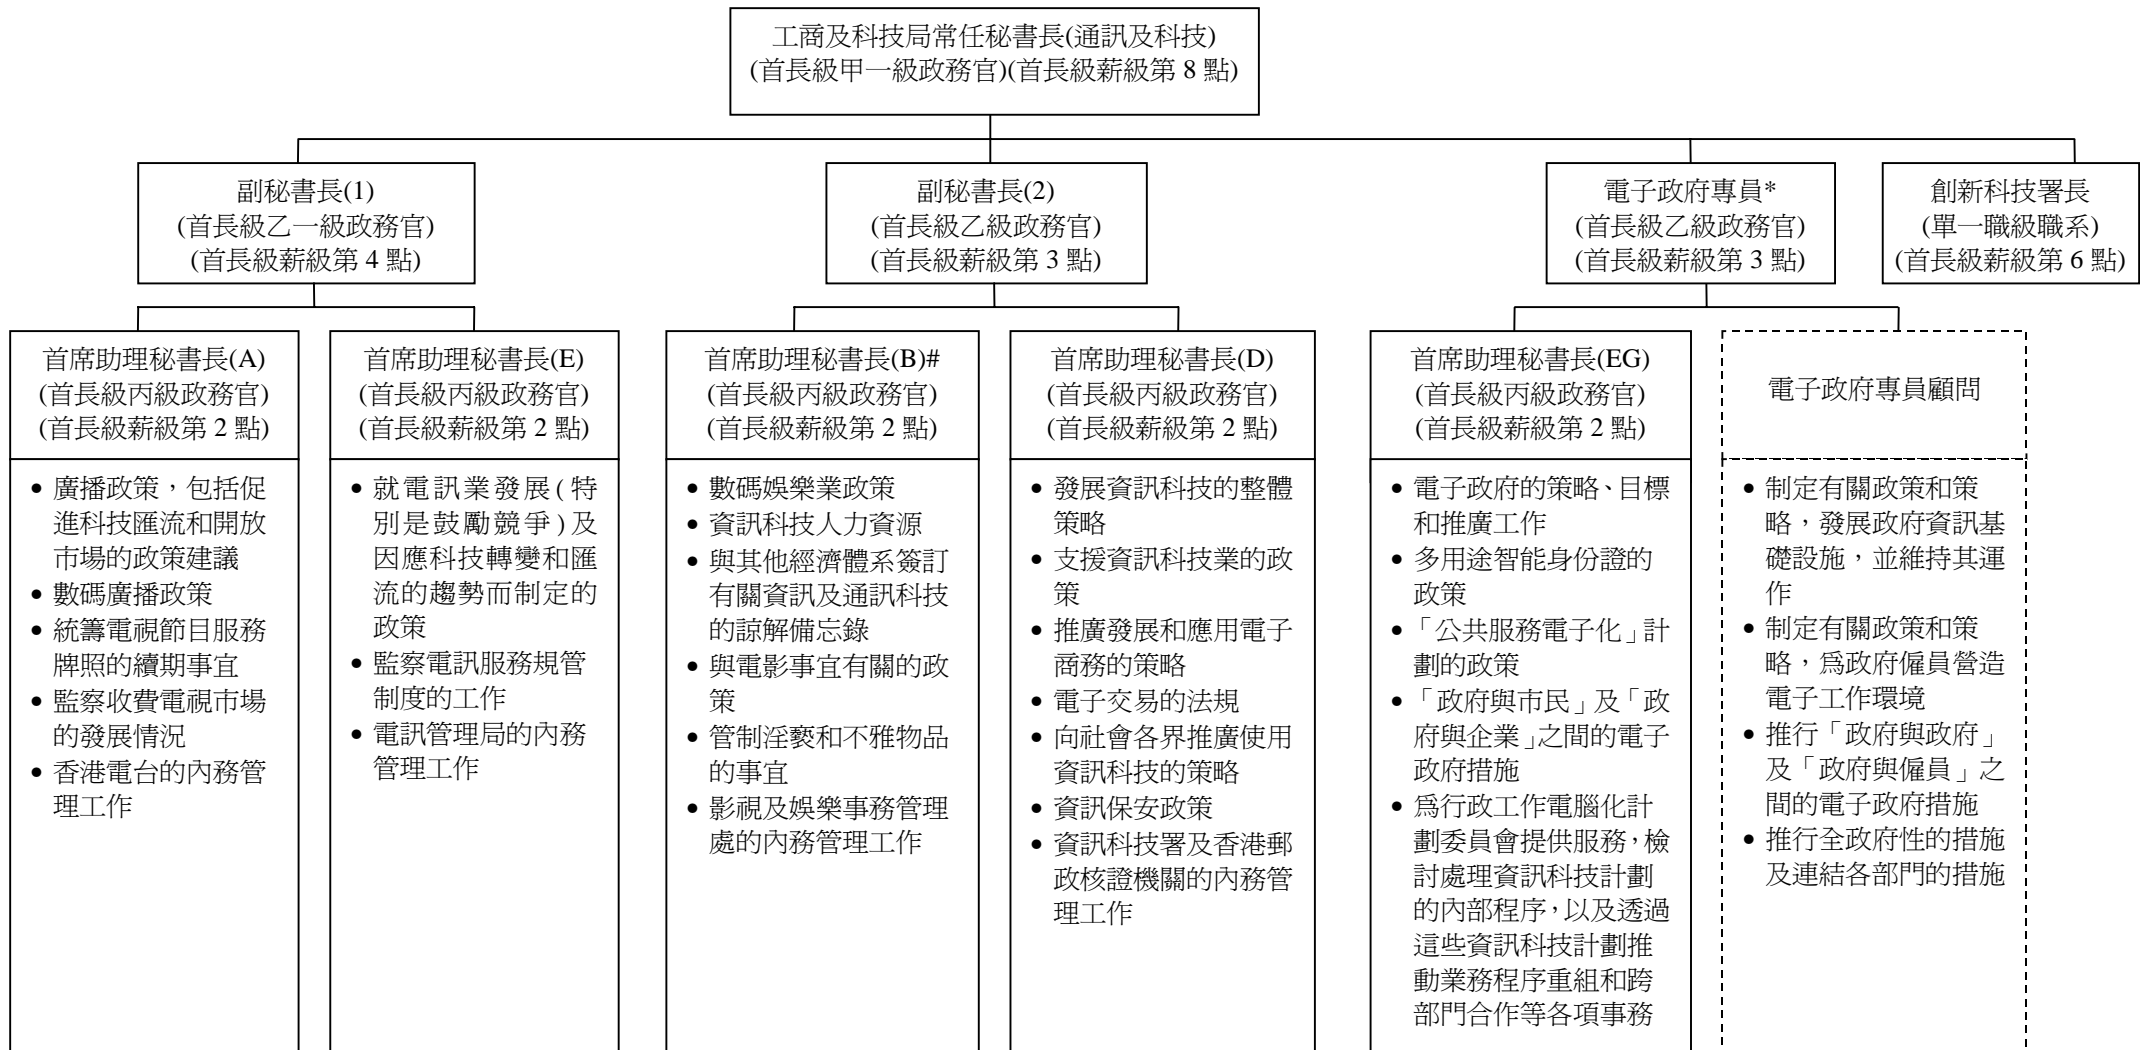 工商及科技局常任秘書長(通訊及科技)
(首長級甲一級政務官)(首長級薪級第 8 點)
副秘書長(1)
(首長級乙一級政務官)
(首長級薪級第 4 點)
副秘書長(2)
(首長級乙級政務官)
(首長級薪級第 3 點)
電子政府專員*
(首長級乙級政務官)
(首長級薪級第 3 點)
創新科技署長
(單一職級職系)
(首長級薪級第 6 點)
首席助理秘書長(A)
(首長級丙級政務官)
(首長級薪級第 2 點)
• 廣播政策，包括促
進科技匯流和開放
市場的政策建議
• 數碼廣播政策
• 統籌電視節目服務
牌照的續期事宜
• 監察收費電視市場
的發展情況
• 香港電台的內務管
理工作
首席助理秘書長(E)
(首長級丙級政務官)
(首長級薪級第 2 點)
• 就電訊業發展(特
別是鼓勵競爭)及
因應科技轉變和匯
流的趨勢而制定的
政策
• 監察電訊服務規管
制度的工作
• 電訊管理局的內務
管理工作
首席助理秘書長(B)#
(首長級丙級政務官)
(首長級薪級第 2 點)
• 數碼娛樂業政策
• 資訊科技人力資源
• 與其他經濟體系簽訂
有關資訊及通訊科技
的諒解備忘錄
• 與電影事宜有關的政
策
• 管制淫褻和不雅物品
的事宜
• 影視及娛樂事務管理
處的內務管理工作
首席助理秘書長(D)
(首長級丙級政務官)
(首長級薪級第 2 點)
• 發展資訊科技的整體
策略
• 支援資訊科技業的政
策
• 推廣發展和應用電子
商務的策略
• 電子交易的法規
• 向社會各界推廣使用
資訊科技的策略
• 資訊保安政策
• 資訊科技署及香港郵
政核證機關的內務管
理工作
首席助理秘書長(EG)
(首長級丙級政務官)
(首長級薪級第 2 點)
• 電子政府的策略、目標
和推廣工作
• 多用途智能身份證的
政策
• 「公共服務電子化」計
劃的政策
• 「政府與市民」及「政
府與企業」之間的電子
政府措施
• 爲行政工作電腦化計
劃委員會提供服務，檢
討處理資訊科技計劃
的內部程序，以及透過
這些資訊科技計劃推
動業務程序重組和跨
部門合作等各項事務
電子政府專員顧問
• 制定有關政策和策
略，發展政府資訊基
礎設施，並維持其運
作
• 制定有關政策和策
略，爲政府僱員營造
電子工作環境
• 推行「政府與政府」
及「政府與僱員」之
間的電子政府措施
• 推行全政府性的措施
及連結各部門的措施